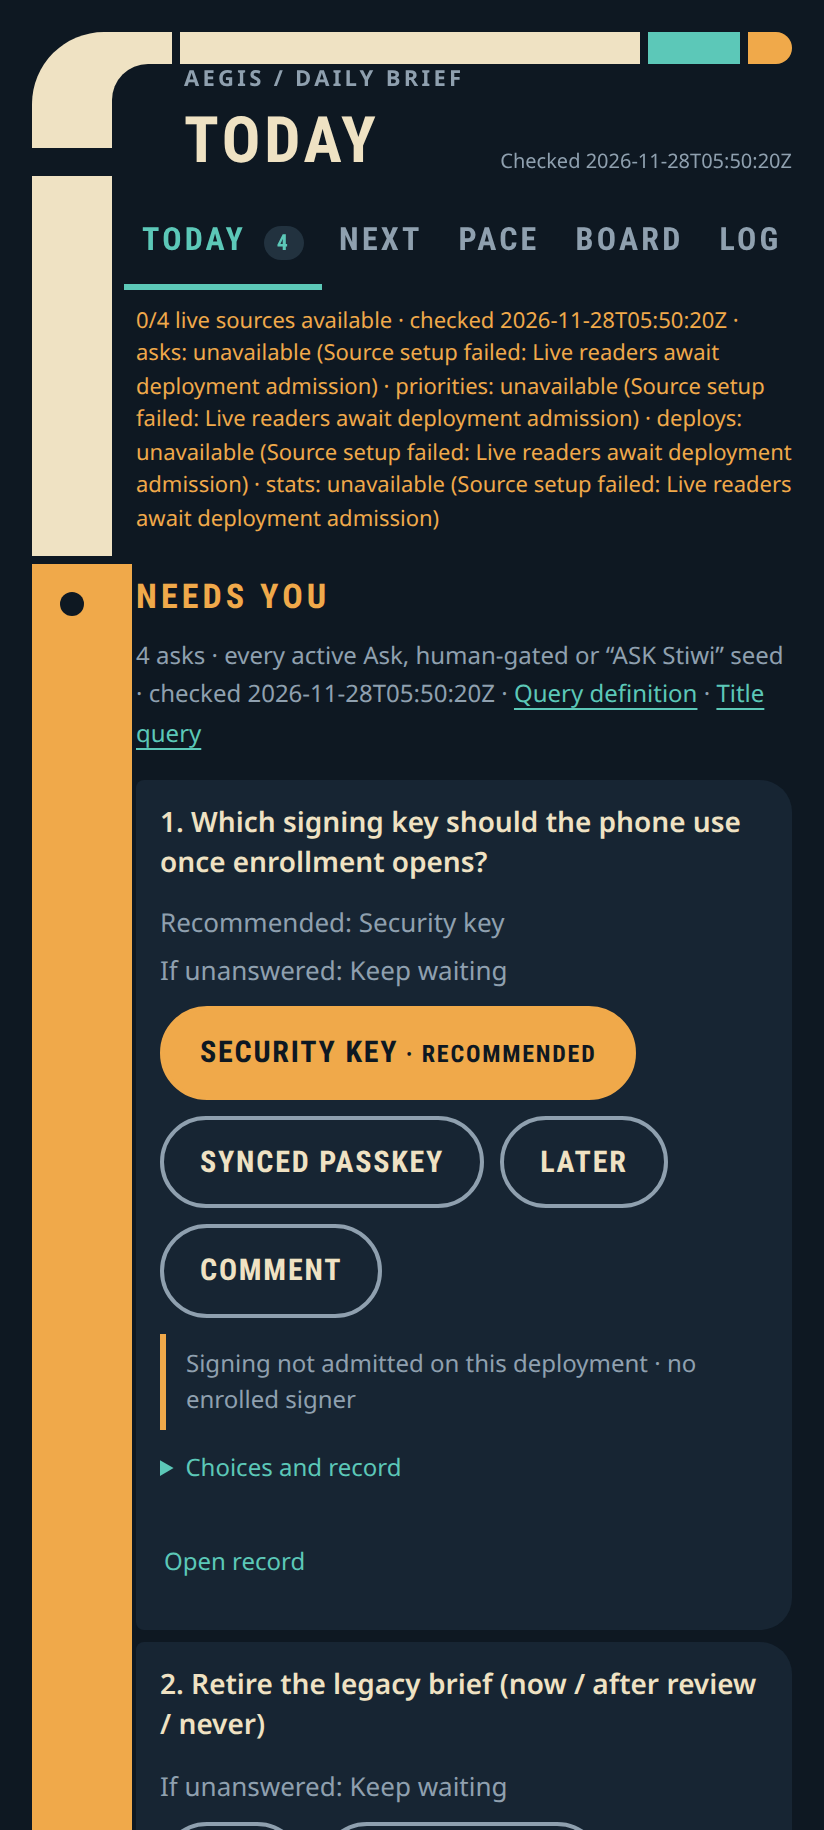 AEGIS / DAILY BRIEF
TODAY
Checked 2026-11-28T05:50:20Z
TODAY 4 NEXT PACE BOARD LOG
0/4 live sources available · checked 2026-11-28T05:50:20Z ·
asks: unavailable (Source setup failed: Live readers await
deployment admission) · priorities: unavailable (Source setup
failed: Live readers await deployment admission) · deploys:
unavailable (Source setup failed: Live readers await deployment
admission) · stats: unavailable (Source setup failed: Live readers
await deployment admission)
NEEDS YOU
4 asks · every active Ask, human-gated or “ASK Stiwi” seed
· checked 2026-11-28T05:50:20Z · Query definition · Title
query
1. Which signing key should the phone use
once enrollment opens?
Recommended: Security key
If unanswered: Keep waiting
SECURITY KEY · RECOMMENDED
SYNCED PASSKEY LATER
COMMENT
Signing not admitted on this deployment · no
enrolled signer
▶ Choices and record
Open record
2. Retire the legacy brief (now / after review
/ never)
If unanswered: Keep waiting